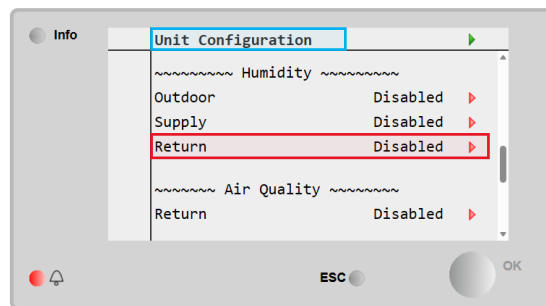 Info
Unit Configuration
~~~~~~~~~ Humidity ~~~~~~~~~
Outdoor Disabled
Supply Disabled
Return Disabled
~~~~~~~ Air Quality ~~~~~~~~
Return Disabled
ESC
OK